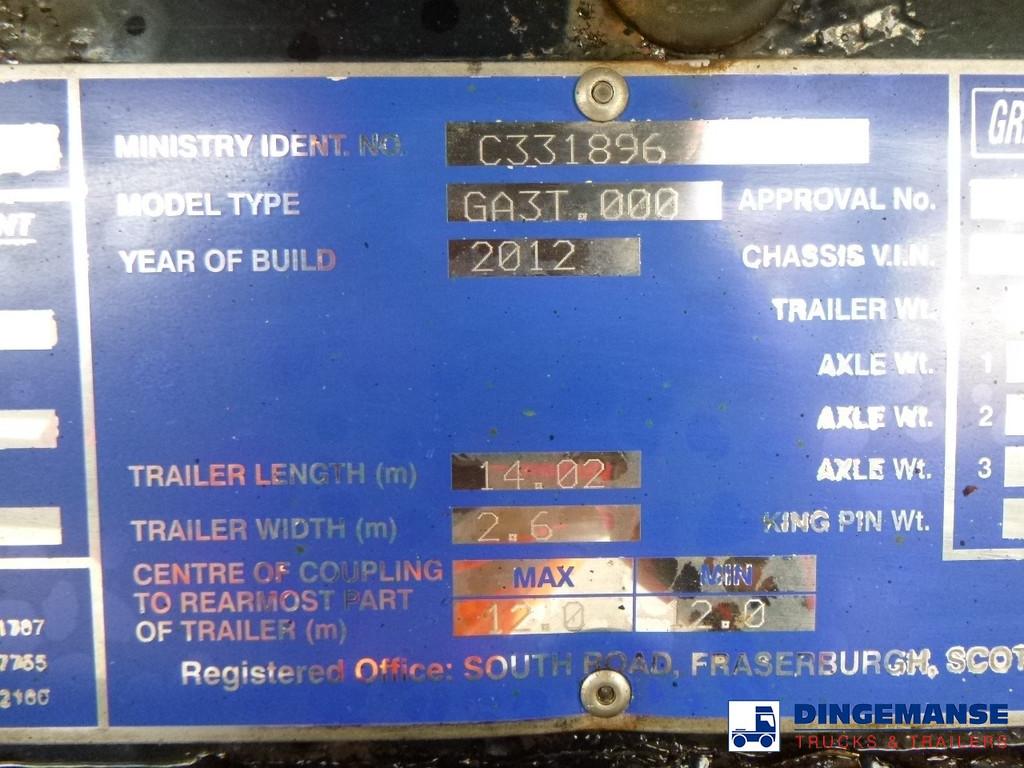 MINISTRY IDENT. NO. C331896
MODEL TYPE GA3T.000 APPROVAL No.
YEAR OF BUILD 2012 CHASSIS V.I.N.
TRAILER Wt.
AXLE Wt. 1
AXLE Wt. 2
TRAILER LENGTH (m) 14.02 AXLE Wt. 3
TRAILER WIDTH (m) 2.6 KING PIN Wt.
CENTRE OF COUPLING MAX MIN
TO REARMOST PART 12.0 12.0
OF TRAILER (m)
Registered Office: SOUTH ROAD, FRASERBURGH, SCOT
DINGEMANSE
TRUCKS & TRAILERS